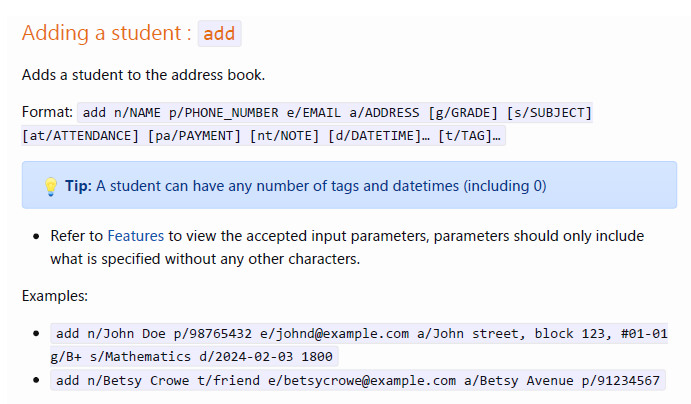 Adding a student : add
Adds a student to the address book.
Format: add n/NAME p/PHONE_NUMBER e/EMAIL a/ADDRESS [g/GRADE] [s/SUBJECT]
[at/ATTENDANCE] [pa/PAYMENT] [nt/NOTE] [d/DATETIME]… [t/TAG]…
💡 Tip: A student can have any number of tags and datetimes (including 0)
• Refer to Features to view the accepted input parameters, parameters should only include
what is specified without any other characters.
Examples:
• add n/John Doe p/98765432 e/johnd@example.com a/John street, block 123, #01-01
g/B+ s/Mathematics d/2024-02-03 1800
• add n/Betsy Crowe t/friend e/betsycrowe@example.com a/Betsy Avenue p/91234567